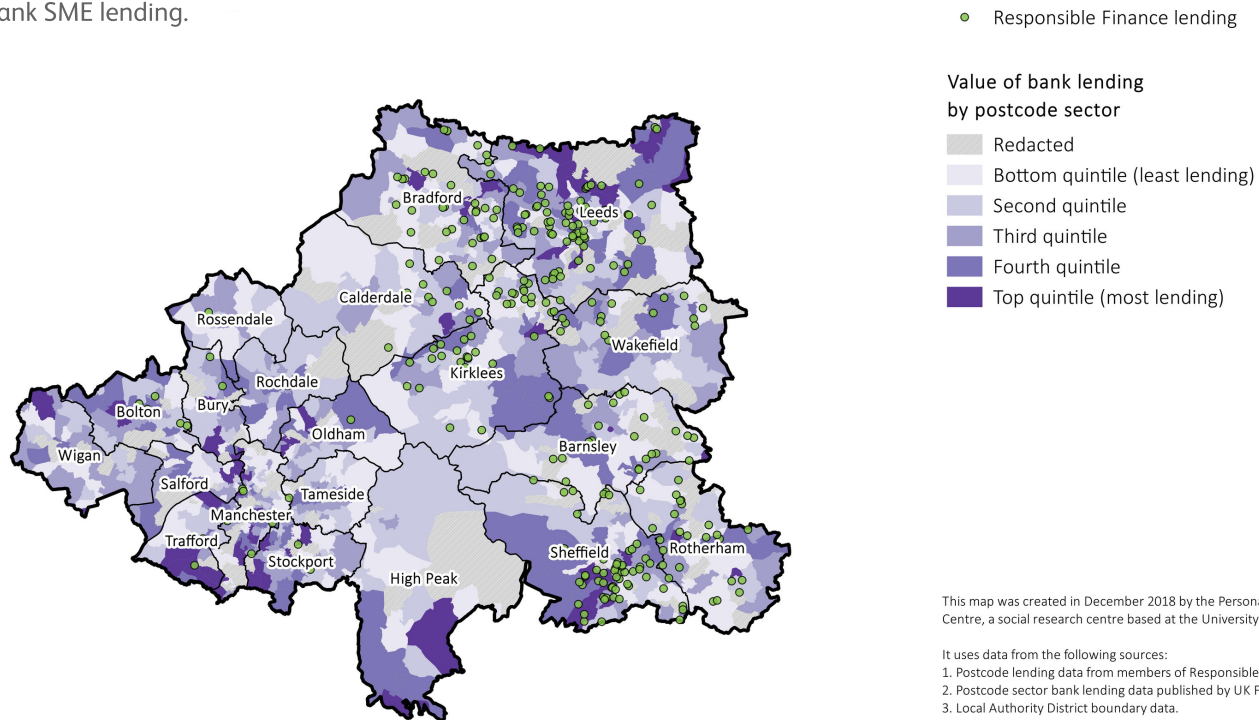 ank SME lending.
Responsible Finance lending
Value of bank lending
by postcode sector
Redacted
Bottom quintile (least lending)
Second quintile
Third quintile
Fourth quintile
Top quintile (most lending)
Bradford
Leeds
Calderdale
Rossendale
Wakefield
Kirklees
Rochdale
Bolton
Bury
Oldham
Barnsley
Wigan
Salford
Tameside
Manchester
Trafford
Sheffield
Rotherham
Stockport
High Peak
This map was created in December 2018 by the Persona
Centre, a social research centre based at the University
It uses data from the following sources:
1. Postcode lending data from members of Responsible
2. Postcode sector bank lending data published by UK F
3. Local Authority District boundary data.